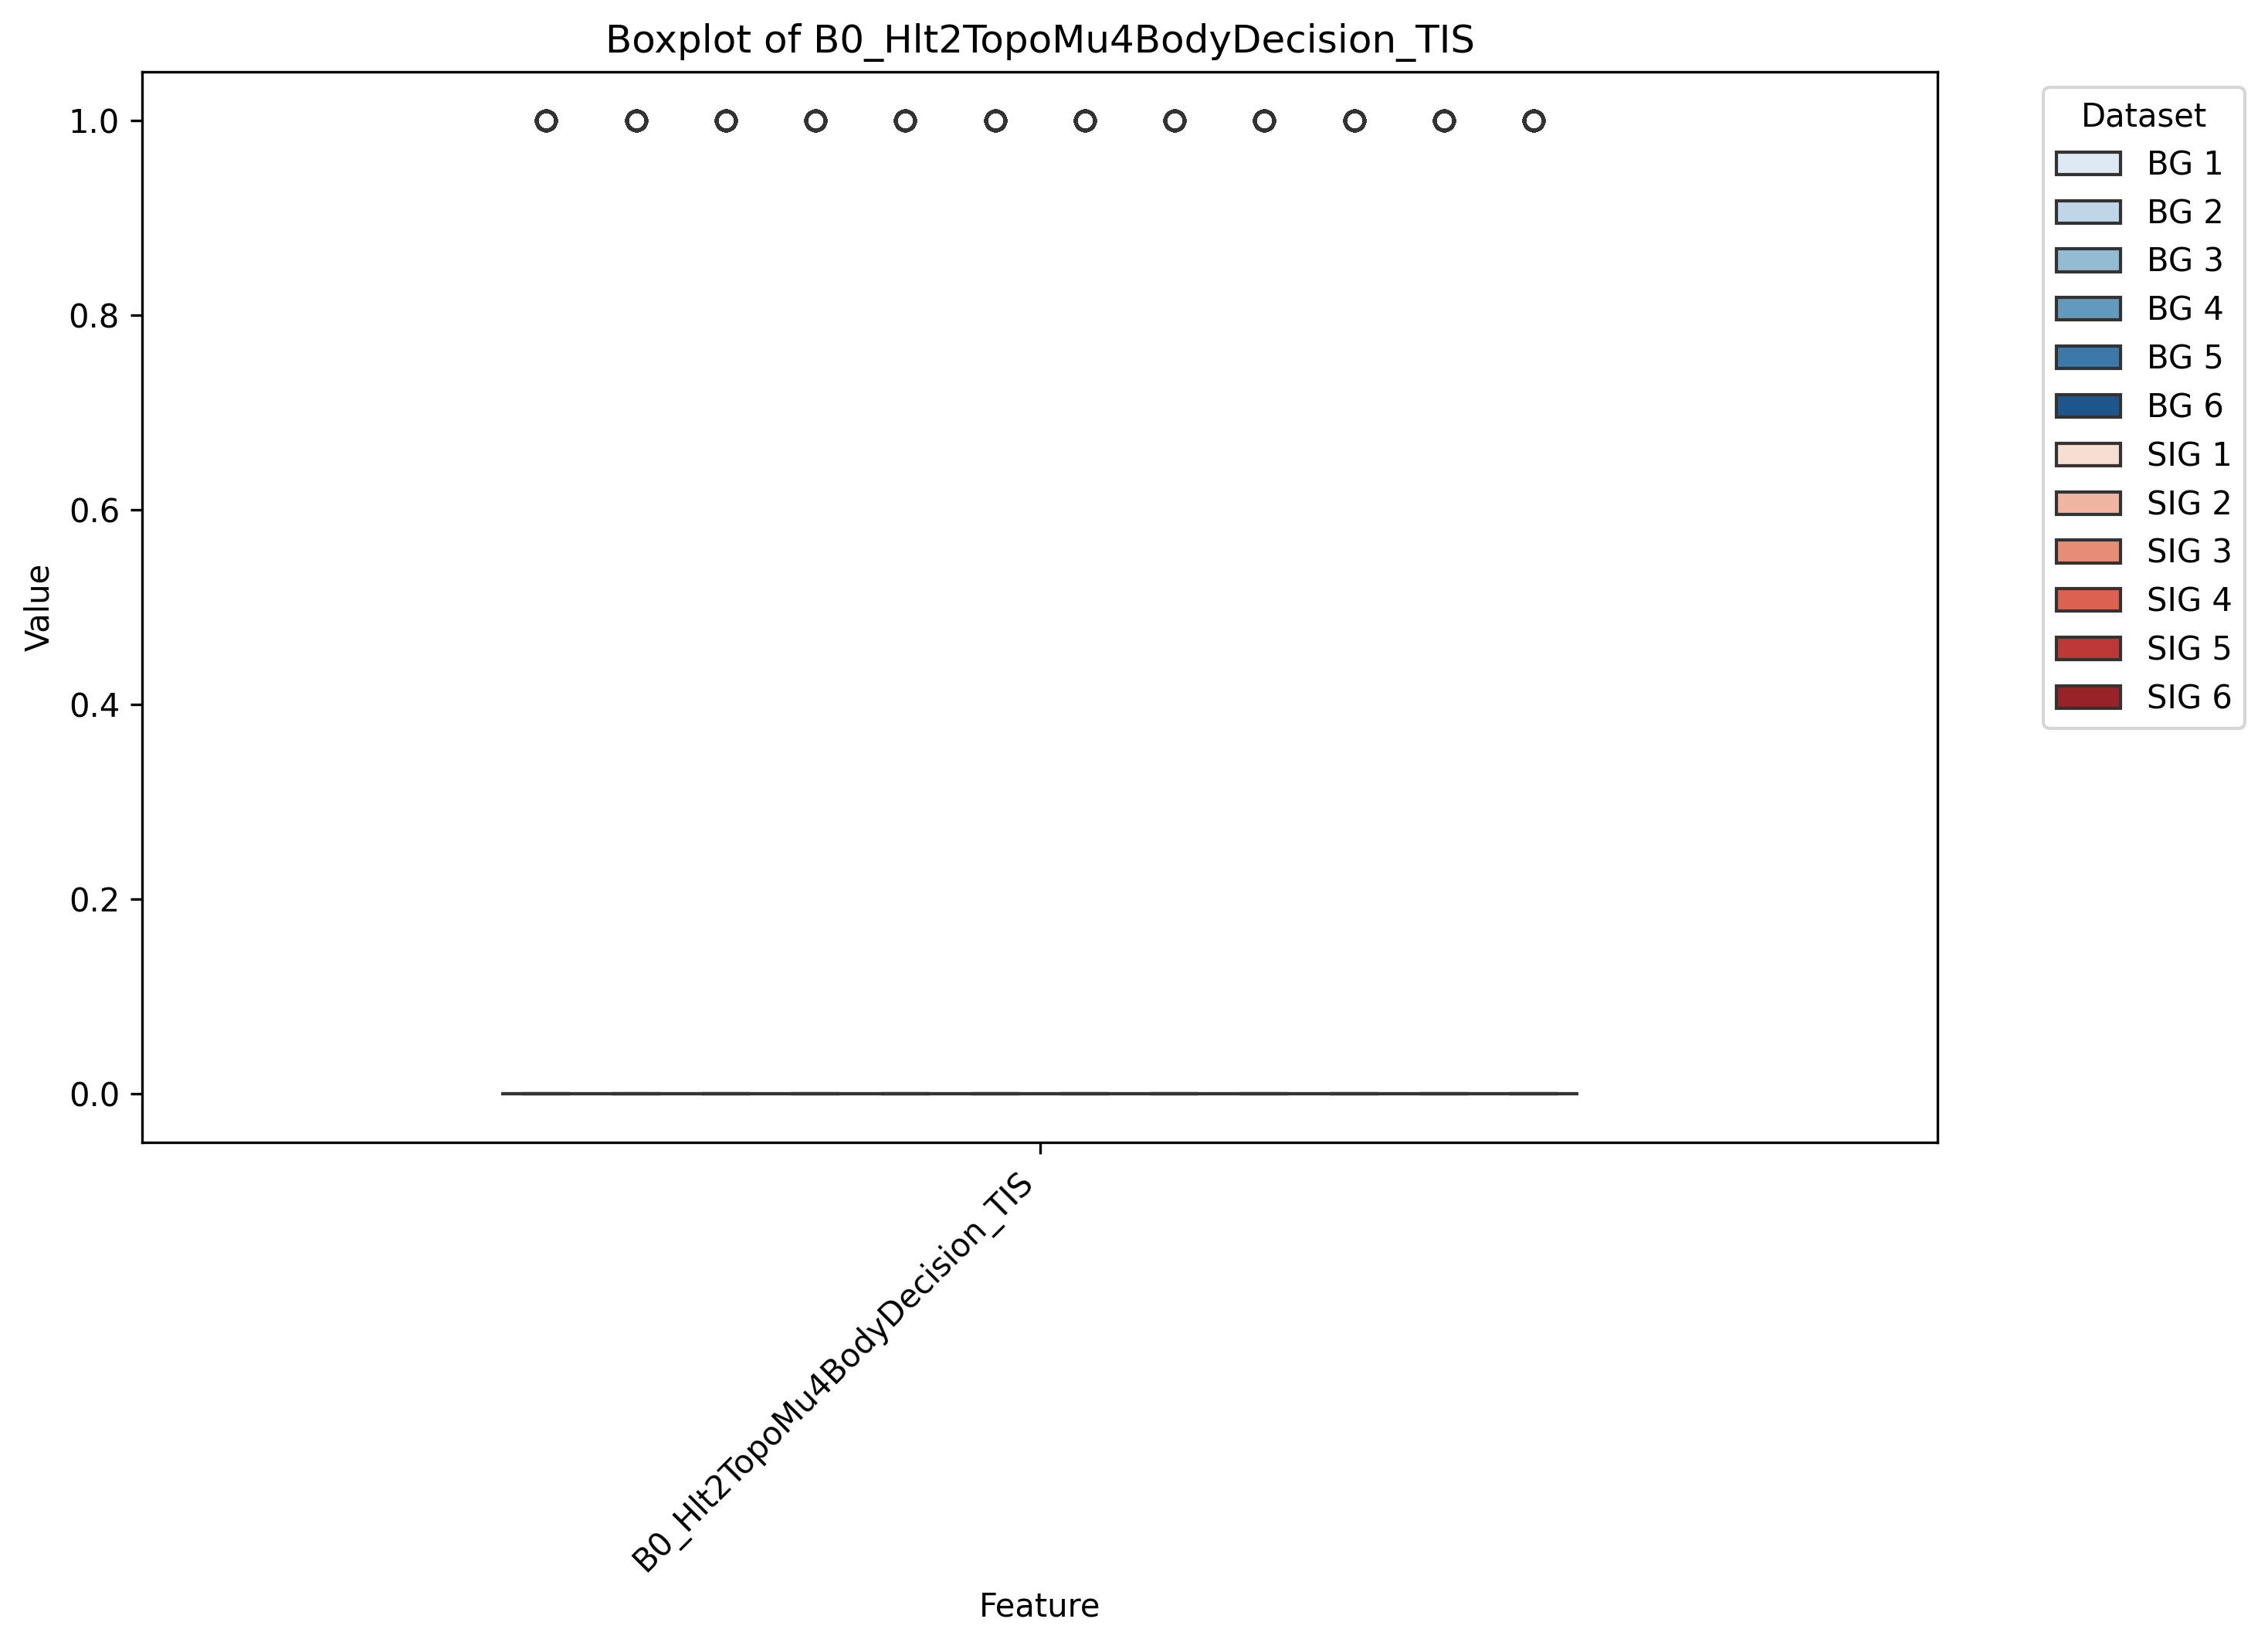 Boxplot of B0_Hlt2TopoMu4BodyDecision_TIS
Value
1.0
0.8
0.6
0.4
0.2
0.0
B0_Hlt2TopoMu4BodyDecision_TIS
Feature
Dataset
BG 1
BG 2
BG 3
BG 4
BG 5
BG 6
SIG 1
SIG 2
SIG 3
SIG 4
SIG 5
SIG 6